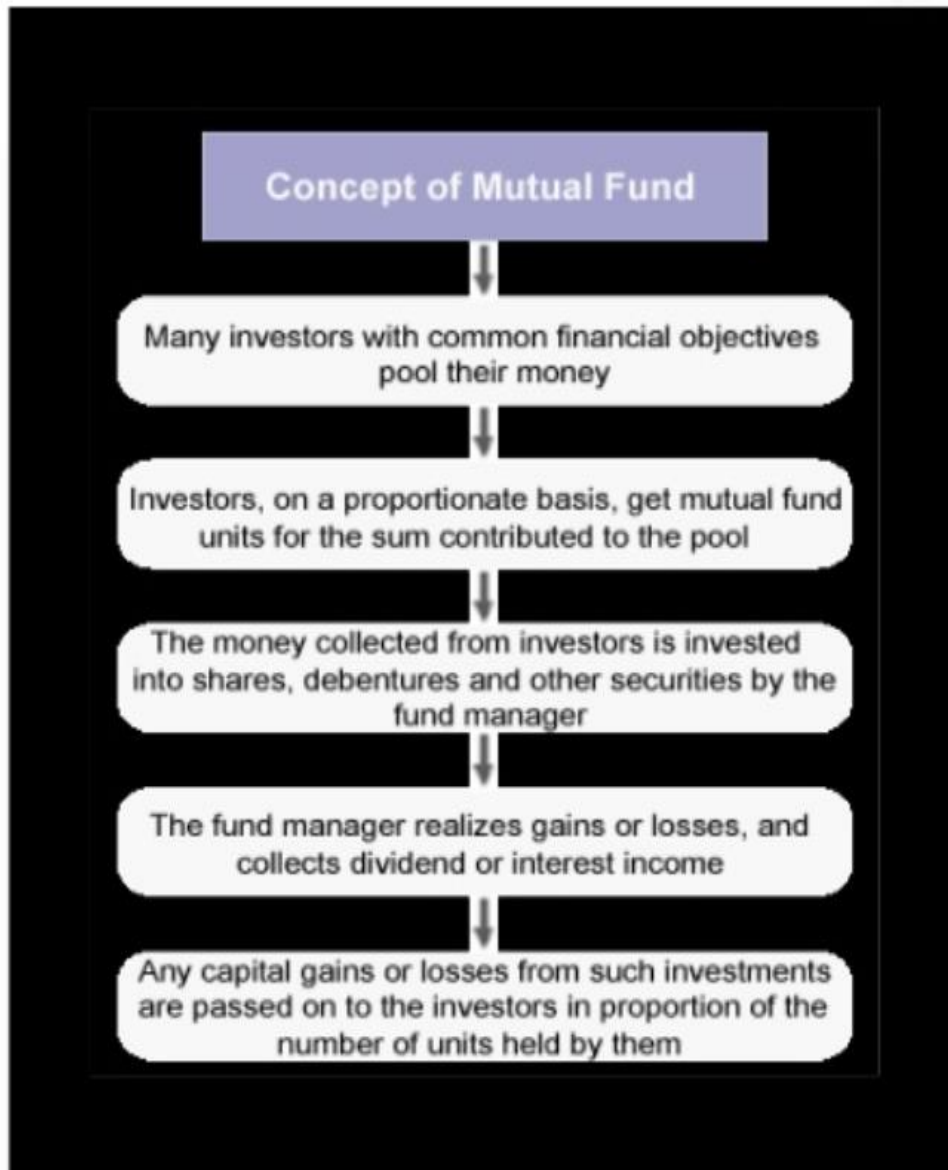 Concept of Mutual Fund
Many investors with common financial objectives
pool their money
Investors, on a proportionate basis, get mutual fund
units for the sum contributed to the pool
The money collected from investors is invested
into shares, debentures and other securities by the
fund manager
The fund manager realizes gains or losses, and
collects dividend or interest income
Any capital gains or losses from such investments
are passed on to the investors in proportion of the
number of units held by them